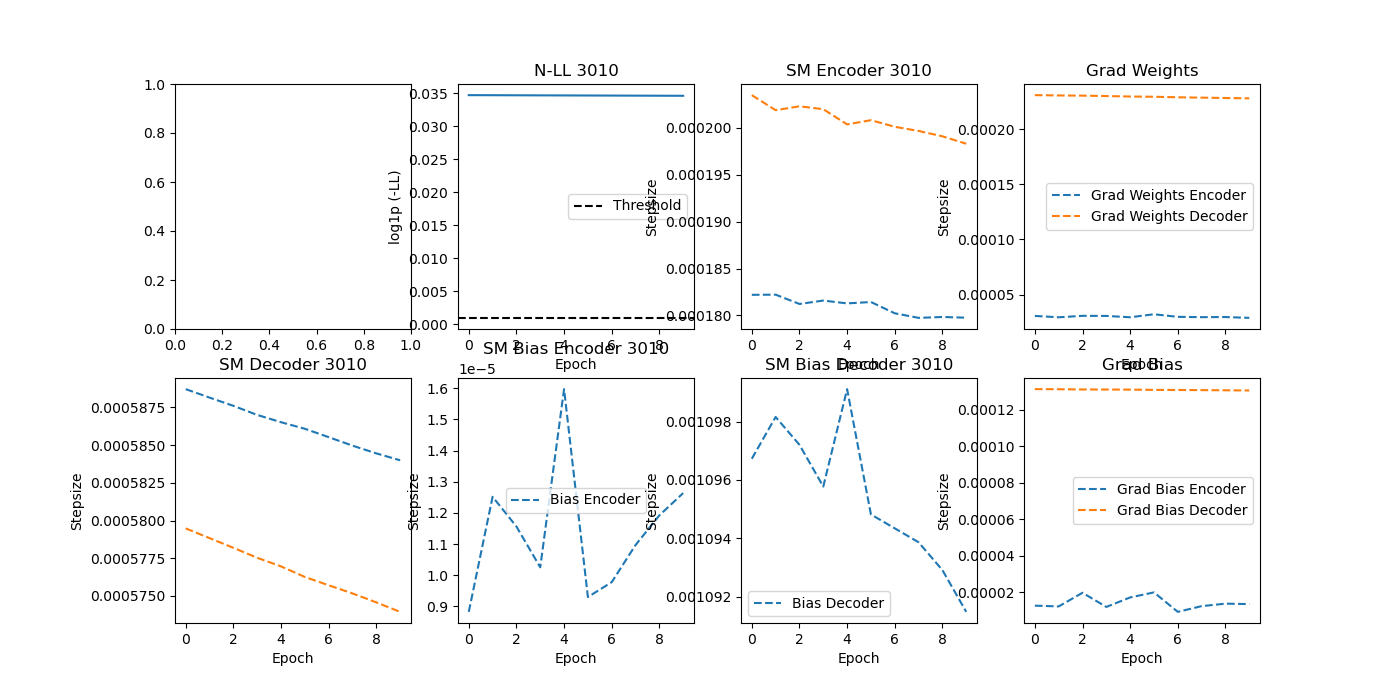 N-LL 3010
SM Encoder 3010
Grad Weights
1.0
0.8
0.6
0.4
0.2
0.0
0.0 0.2 0.4 0.6 0.8 1.0
log1p (-LL)
0.035
0.030
0.025
0.020
0.015
0.010
0.005
0.000
Threshold
0 2 4 6 8
Epoch
Stepsize
0.000200
0.000195
0.000190
0.000185
0.000180
0 2 4 6 8
Epoch
Stepsize
0.00020
0.00015
0.00010
0.00005
Grad Weights Encoder
Grad Weights Decoder
0 2 4 6 8
Epoch
SM Decoder 3010
SM Bias Encoder 3010
SM Bias Decoder 3010
Grad Bias
Stepsize
0.0005875
0.0005850
0.0005825
0.0005800
0.0005775
0.0005750
0 2 4 6 8
Epoch
1e−5
Stepsize
1.6
1.5
1.4
1.3
1.2
1.1
1.0
0.9
Bias Encoder
0 2 4 6 8
Epoch
Stepsize
0.001098
0.001096
0.001094
0.001092
Bias Decoder
0 2 4 6 8
Epoch
Stepsize
0.00012
0.00010
0.00008
0.00006
0.00004
0.00002
Grad Bias Encoder
Grad Bias Decoder
0 2 4 6 8
Epoch